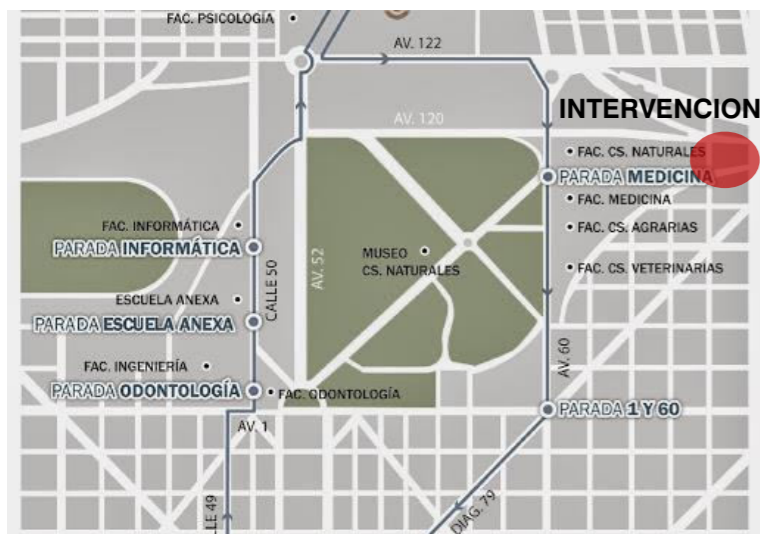 FAC. PSICOLOGÍA
AV. 122
INTERVENCION
AV. 120
FAC. CS. NATURALES
PARADA MEDICINA
FAC. MEDICINA
FAC. INFORMÁTICA
FAC. CS. AGRARIAS
PARADA INFORMÁTICA
AV. 52
MUSEO
CS. NATURALES
FAC. CS. VETERINARIAS
CALLE 50
ESCUELA ANEXA
PARADA ESCUELA ANEXA
AV. 60
FAC. INGENIERÍA
PARADA ODONTOLOGÍA
FAC. ODONTOLOGÍA
PARADA 1 Y 60
AV. 1
LLE 49
DIAG. 79